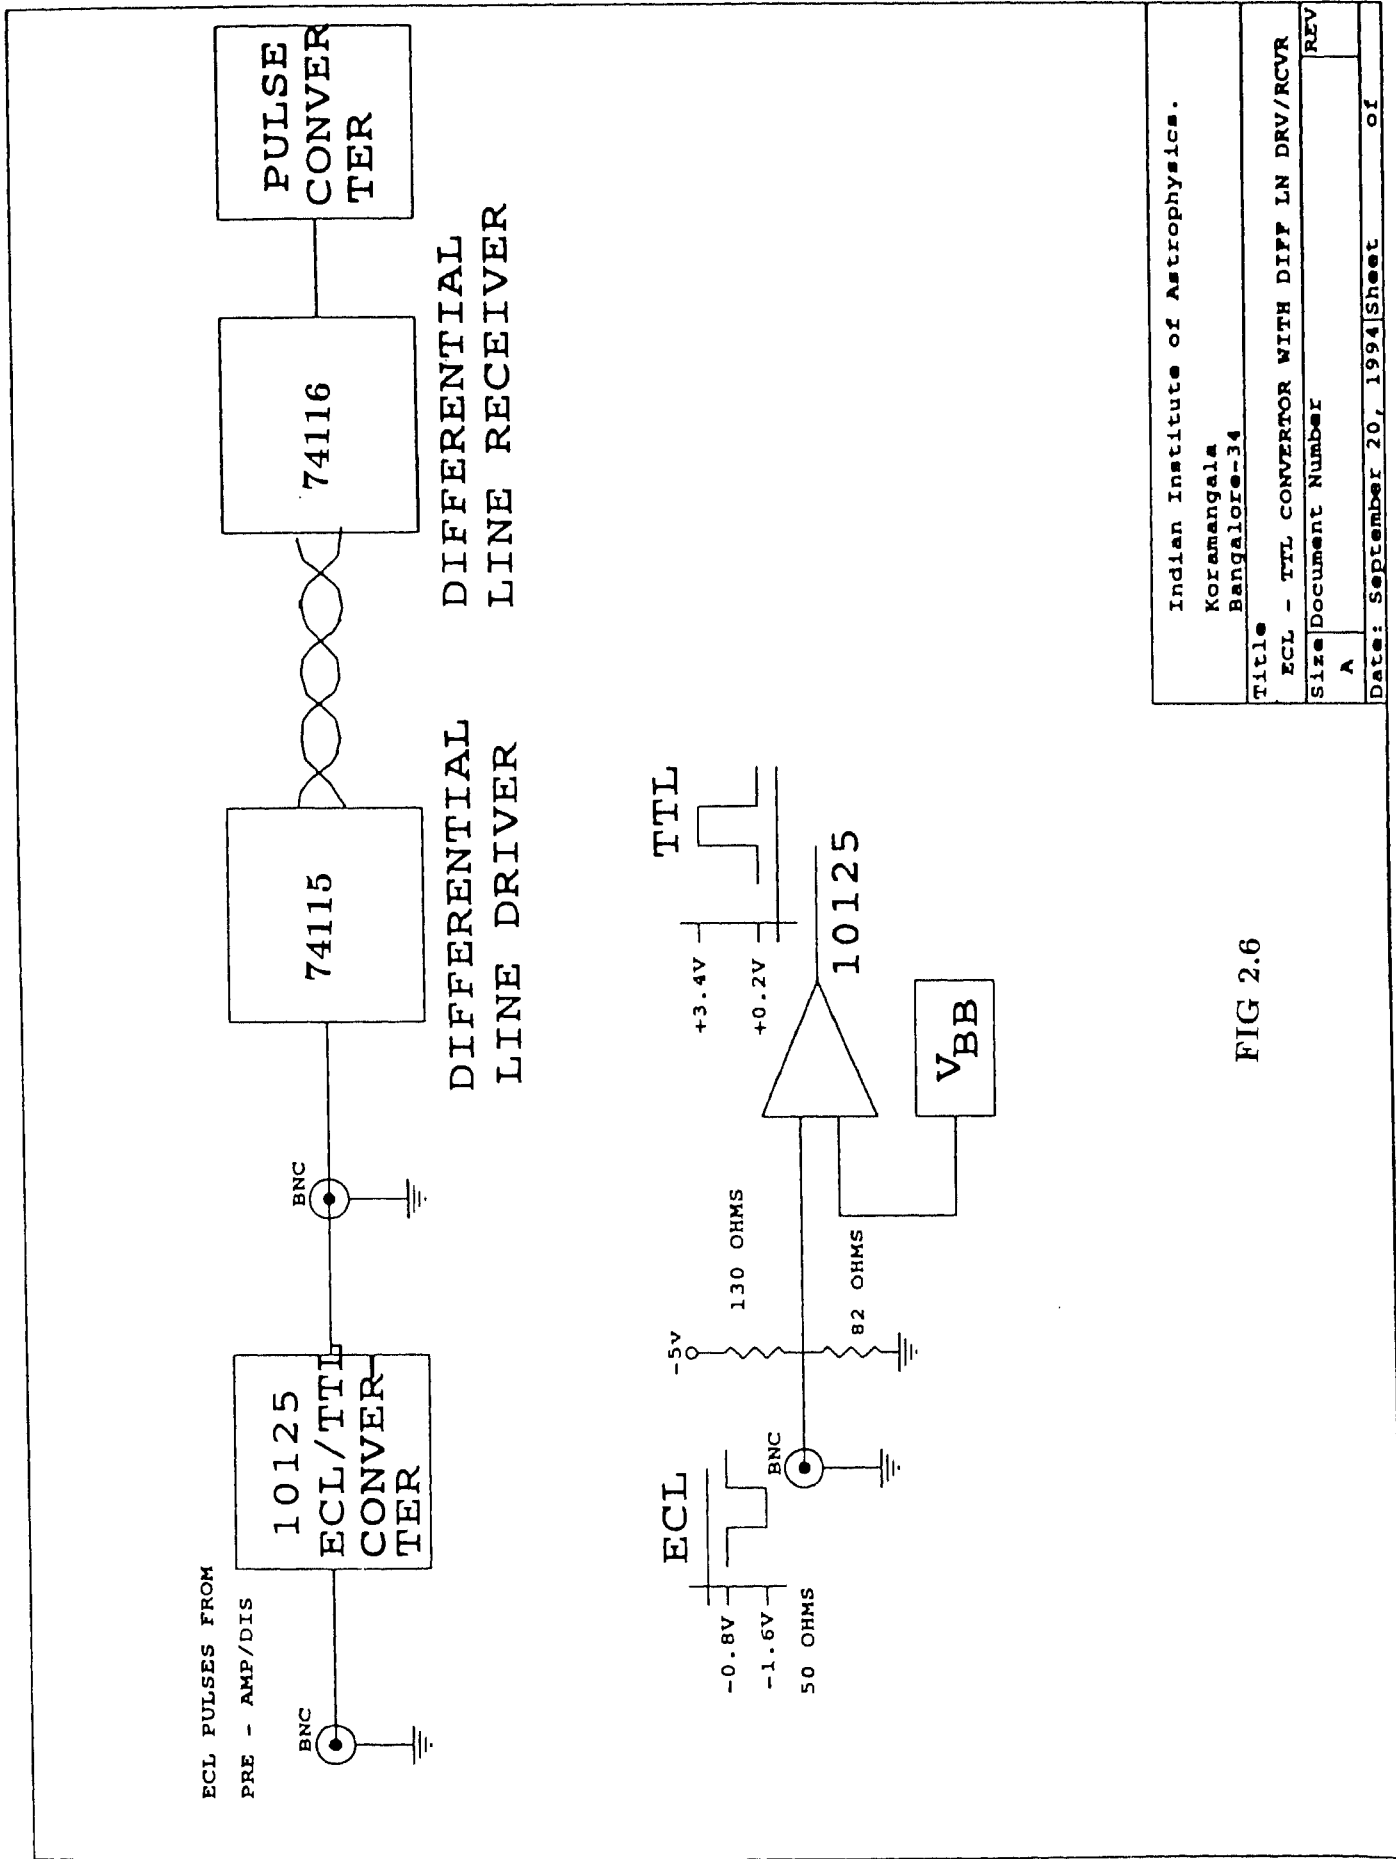 ECL PULSES FROM
PRE - AMP/DIS
BNC
10125
ECL/TTL
CONVER
TER
BNC
74115
DIFFERENTIAL
LINE DRIVER
74116
DIFFERENTIAL
LINE RECEIVER
PULSE
CONVER
TER
ECL
-0.8V
-1.6V
50 OHMS
BNC
-5v
130 OHMS
82 OHMS
TTL
+3.4V
+0.2V
10125
VBB
FIG 2.6
Indian Institute of Astrophysics.
Koramangala
Bangalore-34
Title
ECL - TTL CONVERTOR WITH DIFF LN DRV/RCVR
Size Document Number REV
A
Date: September 20, 1994 Sheet of